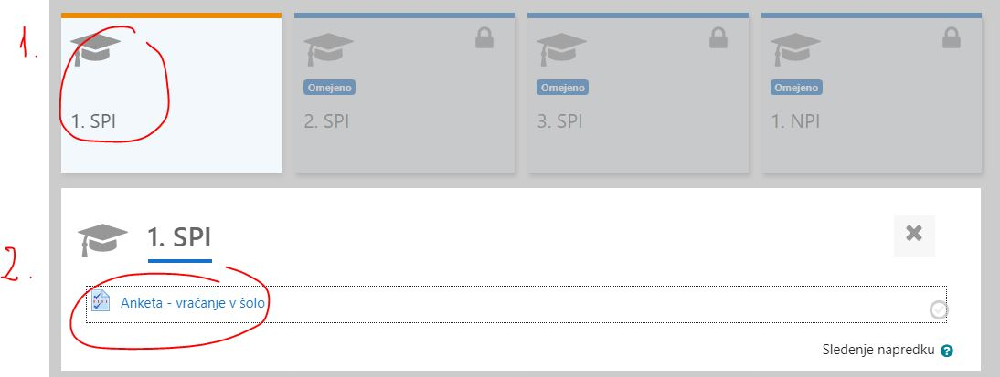 1.
Omejeno
Omejeno
Omejeno
1. SPI
2. SPI
3. SPI
1. NPI
1. SPI
2.
Anketa - vračanje v šolo
Sledenje napredku ?